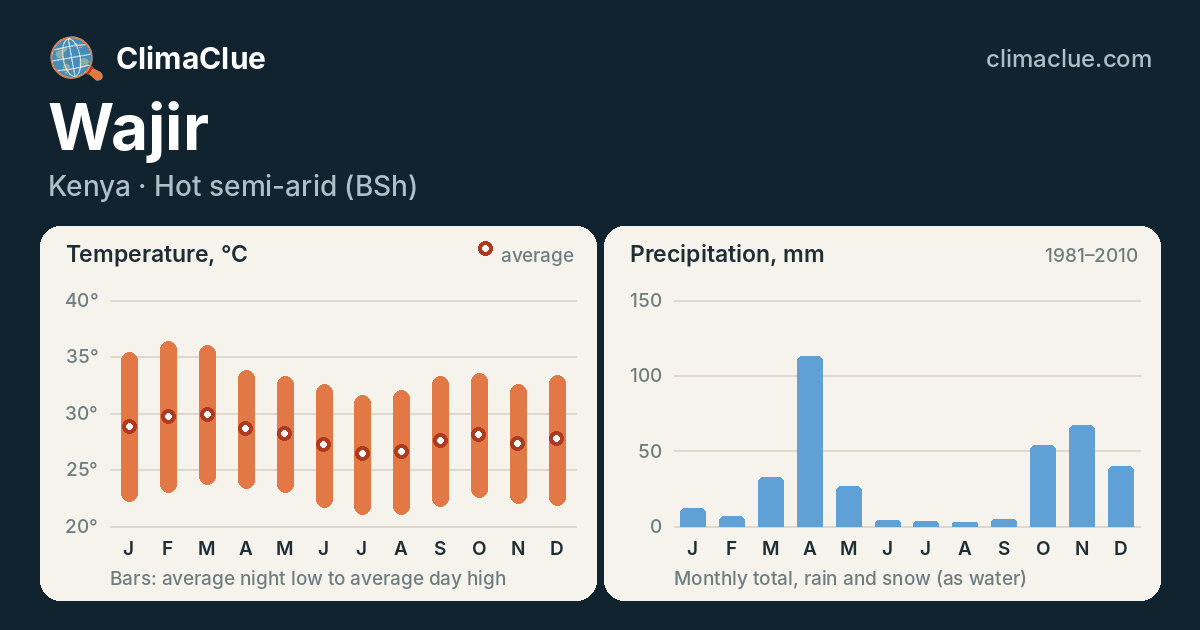 ClimaClue
climaclue.com
Wajir
Kenya · Hot semi-arid (BSh)
Temperature, °C
average
40°
35°
30°
25°
20°
J F M A M J J A S O N D
Bars: average night low to average day high
Precipitation, mm
1981–2010
150
100
50
0
J F M A M J J A S O N D
Monthly total, rain and snow (as water)